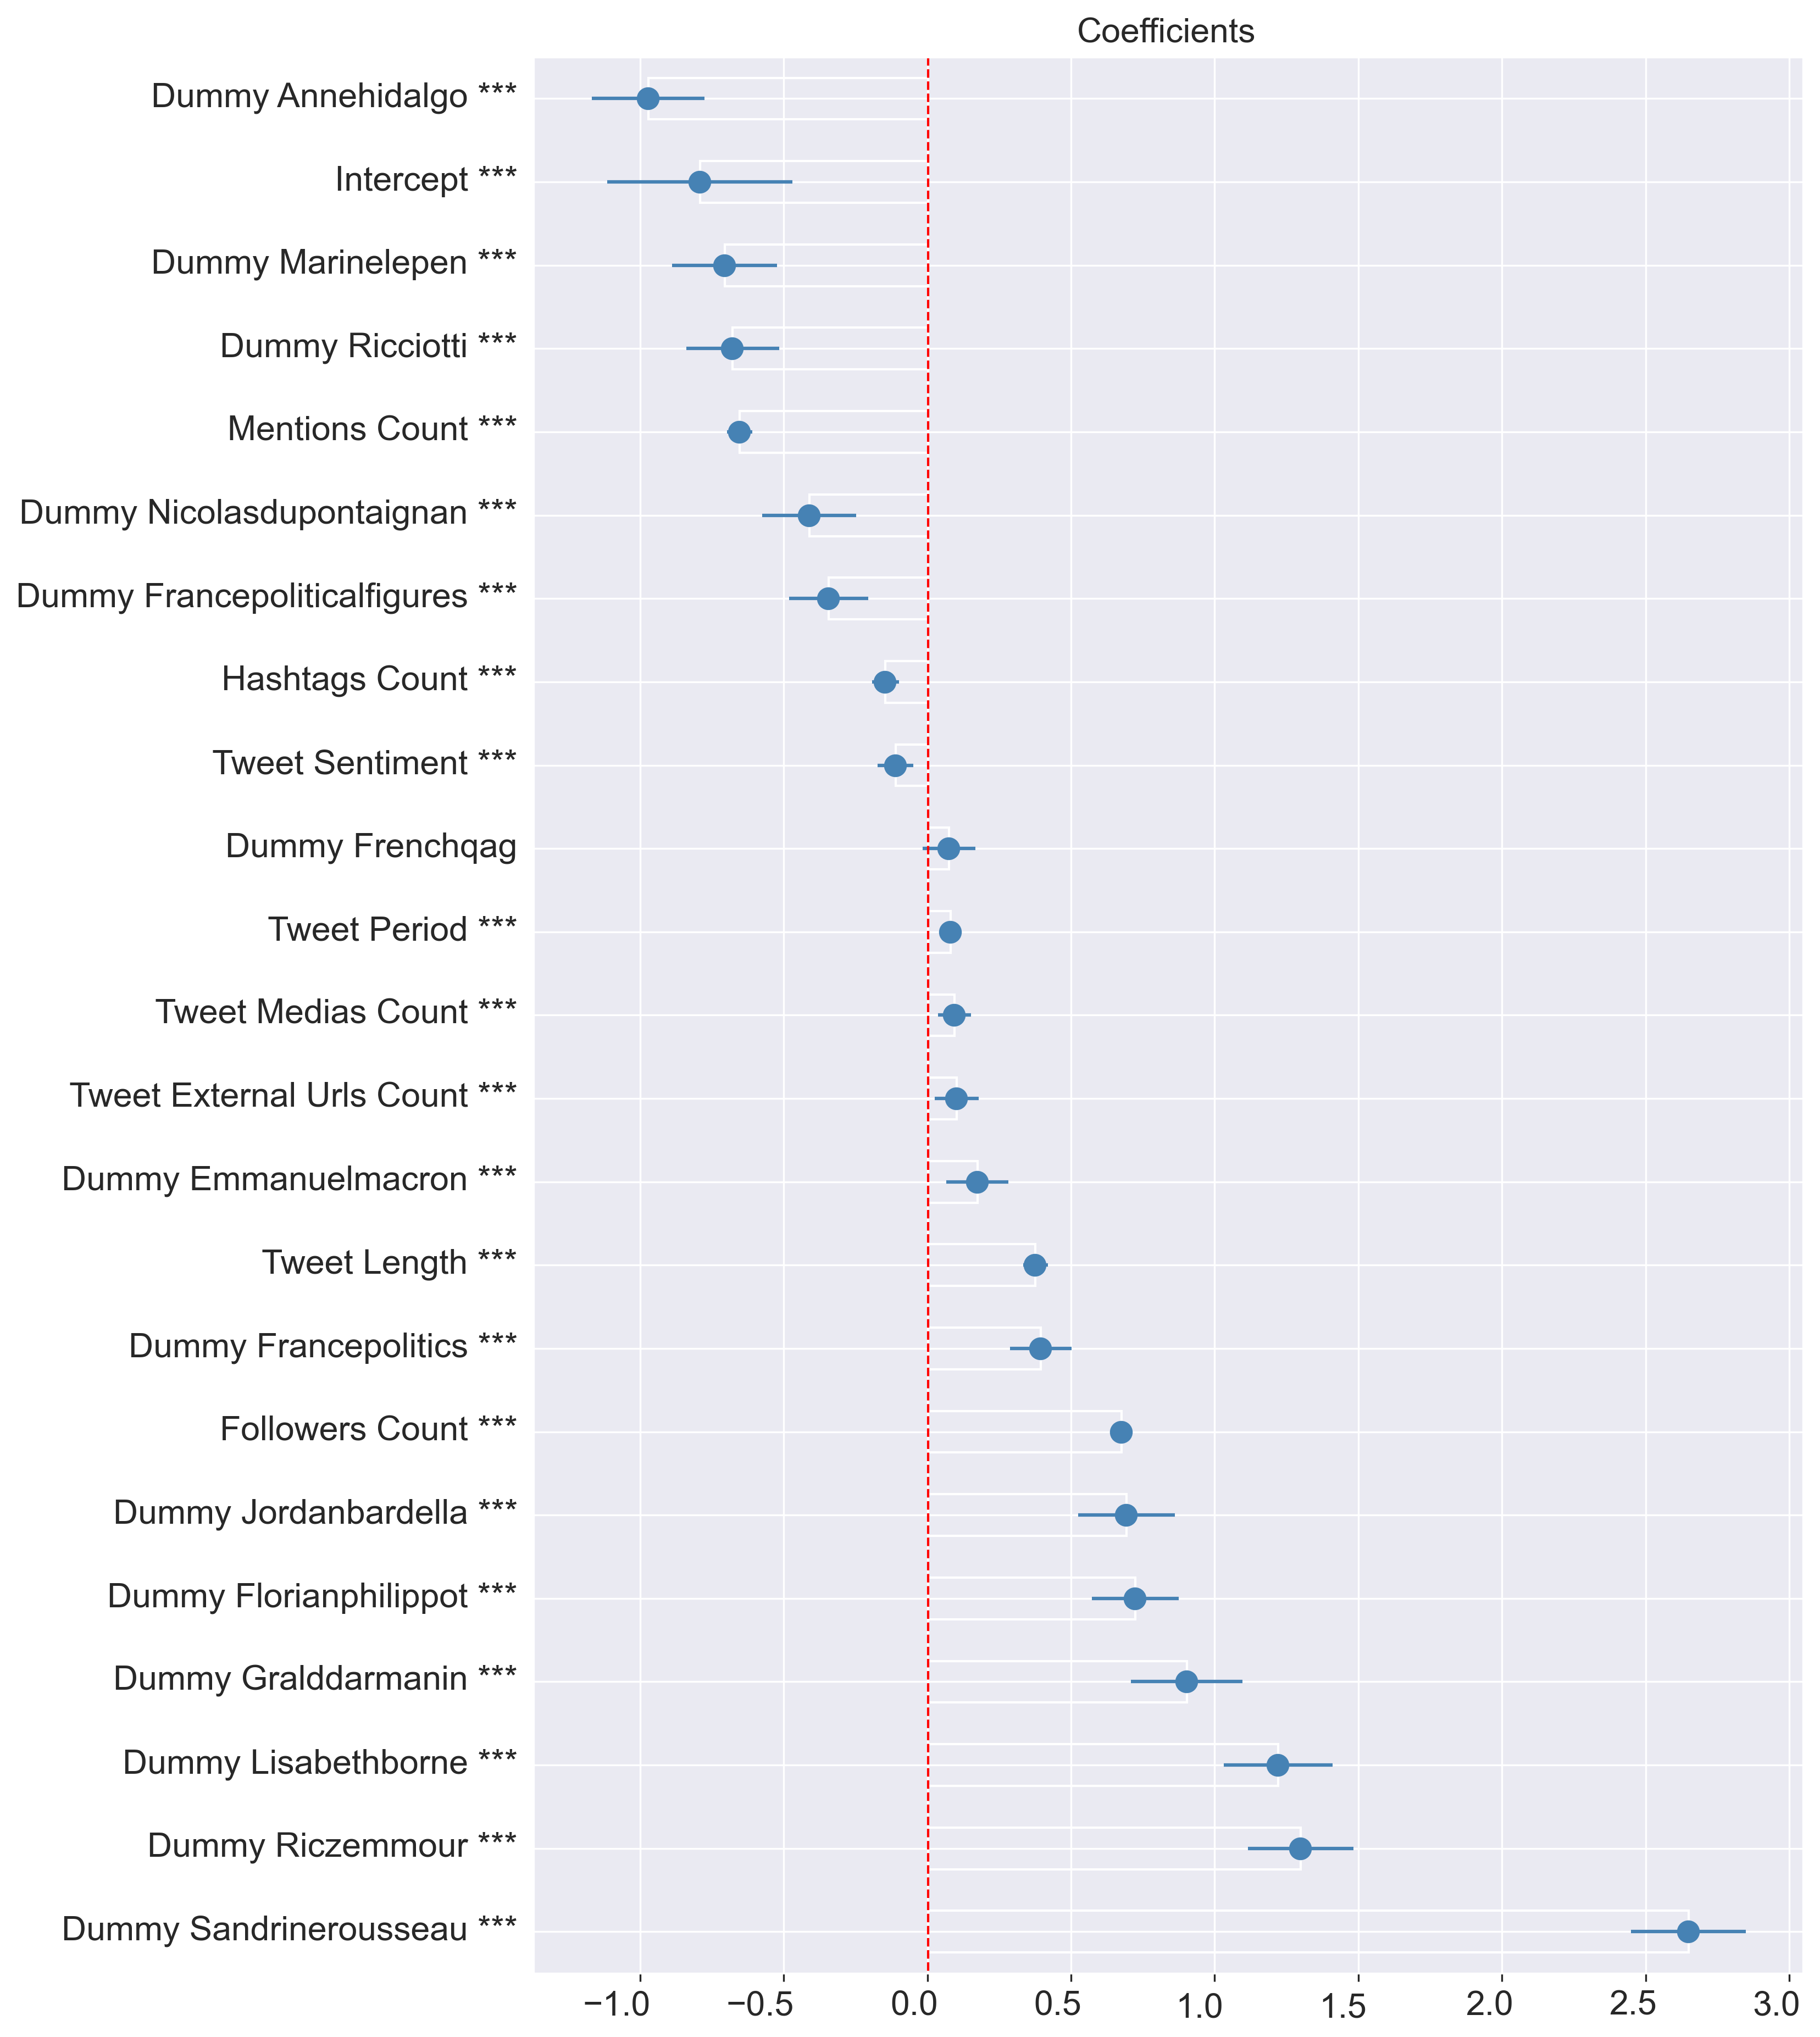 Coefficients
Dummy Annehidalgo ***
Intercept ***
Dummy Marinelepen ***
Dummy Ricciotti ***
Mentions Count ***
Dummy Nicolasdupontaignan ***
Dummy Francepoliticalfigures ***
Hashtags Count ***
Tweet Sentiment ***
Dummy Frenchqag
Tweet Period ***
Tweet Medias Count ***
Tweet External Urls Count ***
Dummy Emmanuelmacron ***
Tweet Length ***
Dummy Francepolitics ***
Followers Count ***
Dummy Jordanbardella ***
Dummy Florianphilippot ***
Dummy Gralddarmanin ***
Dummy Lisabethborne ***
Dummy Riczemmour ***
Dummy Sandrinerousseau ***
−1.0 −0.5 0.0 0.5 1.0 1.5 2.0 2.5 3.0